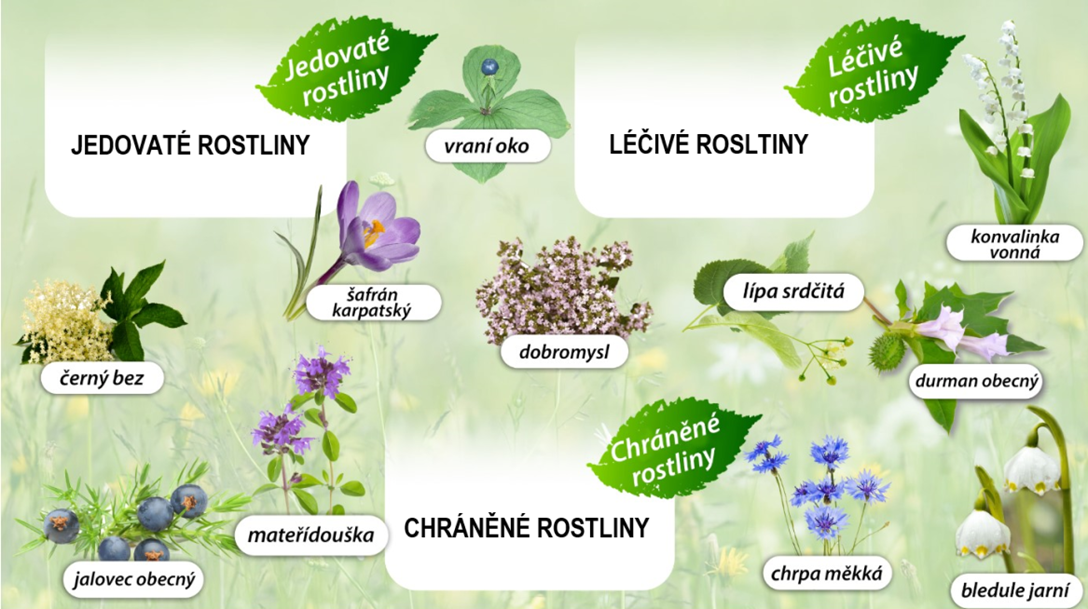 Jedovaté
rostliny
JEDOVATÉ ROSTLINY
vraní oko
Léčivé
rostliny
LÉČIVÉ ROSLTINY
konvalinka
vonná
šafrán
karpatský
dobromysl
lípa srdčitá
černý bez
durman obecný
Chráněné
rostliny
CHRÁNĚNÉ ROSTLINY
mateřídouška
jalovec obecný
chrpa měkká
bledule jarní